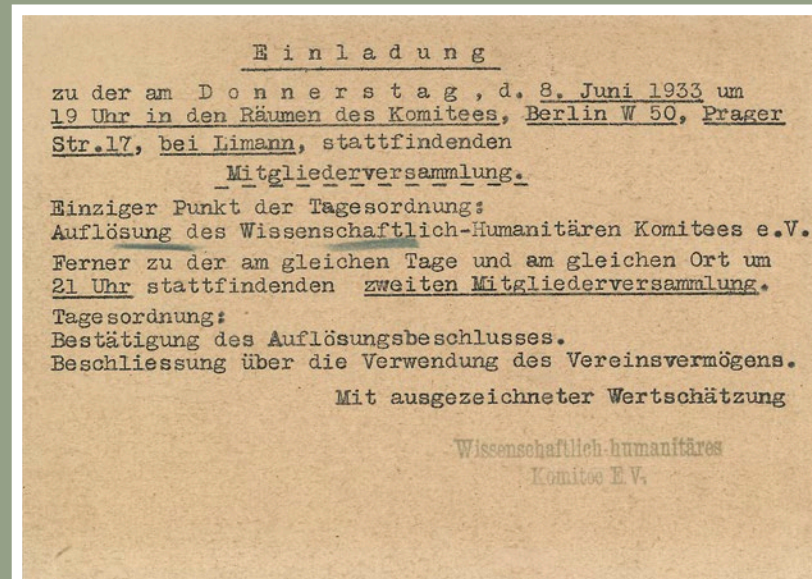 Einladung
zu der am Donnerstag, d. 8. Juni 1933 um
19 Uhr in den Räumen des Komitees, Berlin W 50, Prager
Str.17, bei Limann, stattfindenden
Mitgliederversammlung.
Einziger Punkt der Tagesordnung:
Auflösung des Wissenschaftlich-Humanitären Komitees e.V.
Ferner zu der am gleichen Tage und am gleichen Ort um
21 Uhr stattfindenden zweiten Mitgliederversammlung.
Tagesordnung:
Bestätigung des Auflösungsbeschlusses.
Beschliessung über die Verwendung des Vereinsvermögens.
Mit ausgezeichneter Wertschätzung
Wissenschaftlich-humanitäres
Komitee E.V.